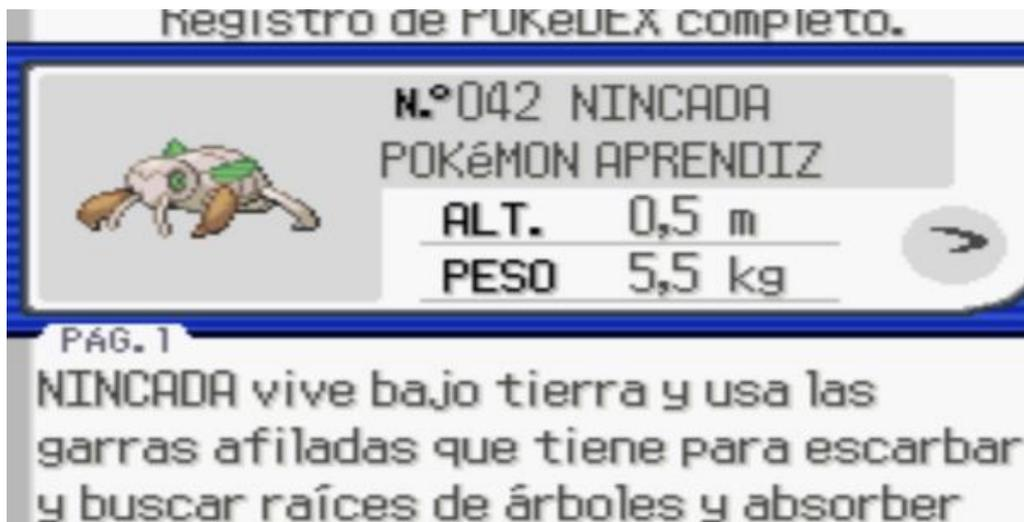 Registro de POKéDEX completo.
N.º042 NINCADA
POKéMON APRENDIZ
ALT. 0,5 m
PESO 5,5 kg
PÁG. 1
NINCADA vive bajo tierra y usa las
garras afiladas que tiene para escarbar
y buscar raíces de árboles y absorber